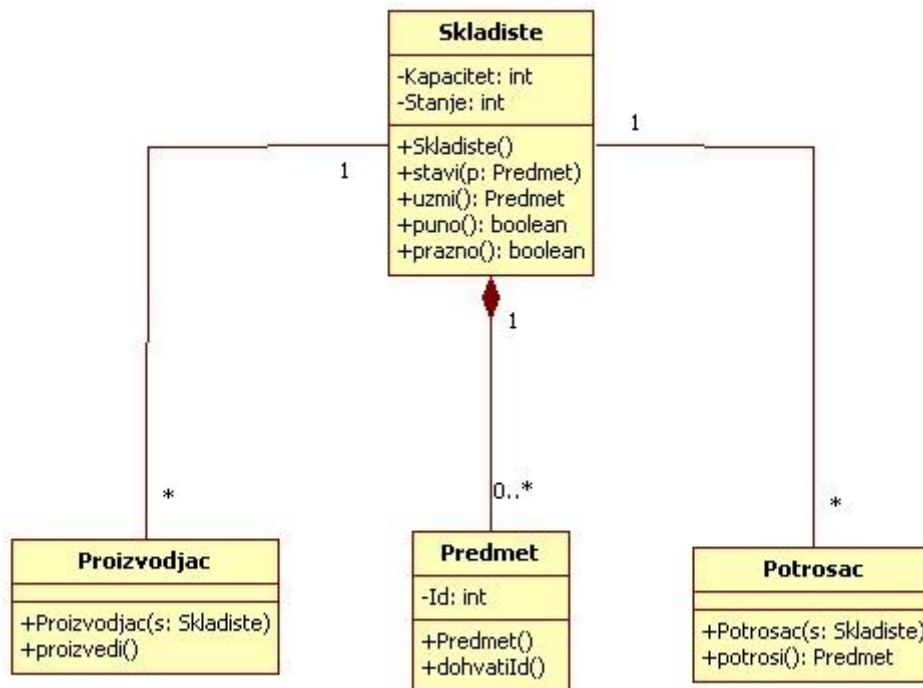 Skladiste
-Kapacitet: int
-Stanje: int
+Skladiste()
+stavi(p: Predmet)
+uzmi(): Predmet
+puno(): boolean
+prazno(): boolean
1
1
1
*
0..*
*
Proizvodjac
+Proizvodjac(s: Skladiste)
+proizvedi()
Predmet
-Id: int
+Predmet()
+dohvatiId()
Potrosac
+Potrosac(s: Skladiste)
+potrosi(): Predmet